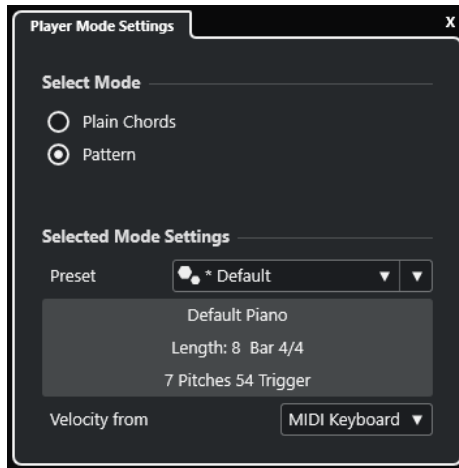 Player Mode Settings
X
Select Mode
Plain Chords
Pattern
Selected Mode Settings
Preset * Default
Default Piano
Length: 8 Bar 4/4
7 Pitches 54 Trigger
Velocity from MIDI Keyboard